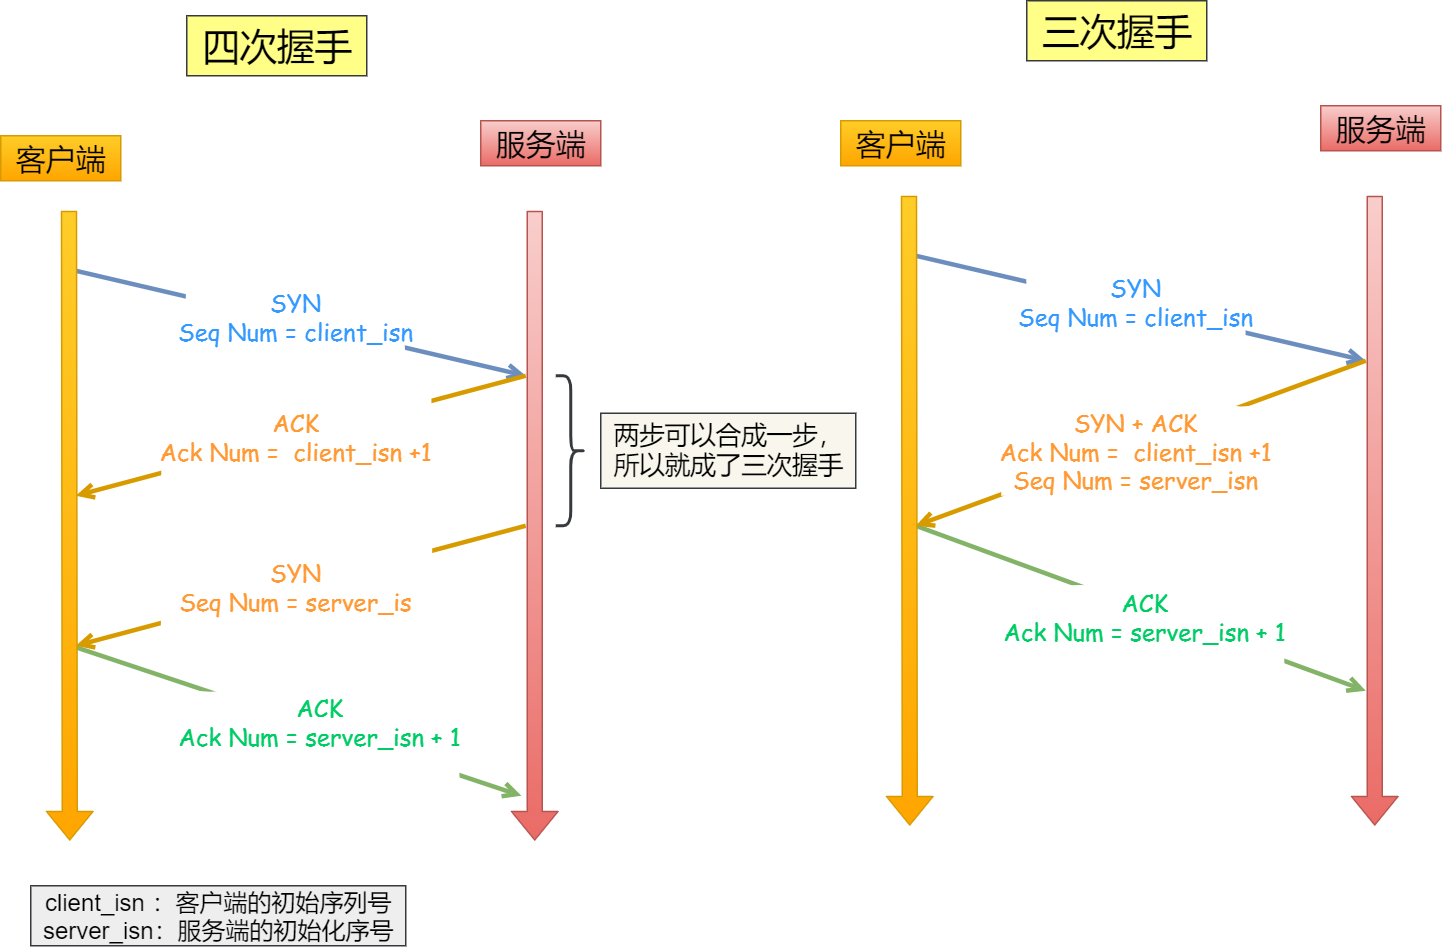 四次握手
客户端
服务端
SYN
Seq Num = client_isn
ACK
Ack Num = client_isn +1
两步可以合成一步，
所以就成了三次握手
SYN
Seq Num = server_is
ACK
Ack Num = server_isn + 1
client_isn ：客户端的初始序列号
server_isn：服务端的初始化序号
三次握手
客户端
服务端
SYN
Seq Num = client_isn
SYN + ACK
Ack Num = client_isn +1
Seq Num = server_isn
ACK
Ack Num = server_isn + 1